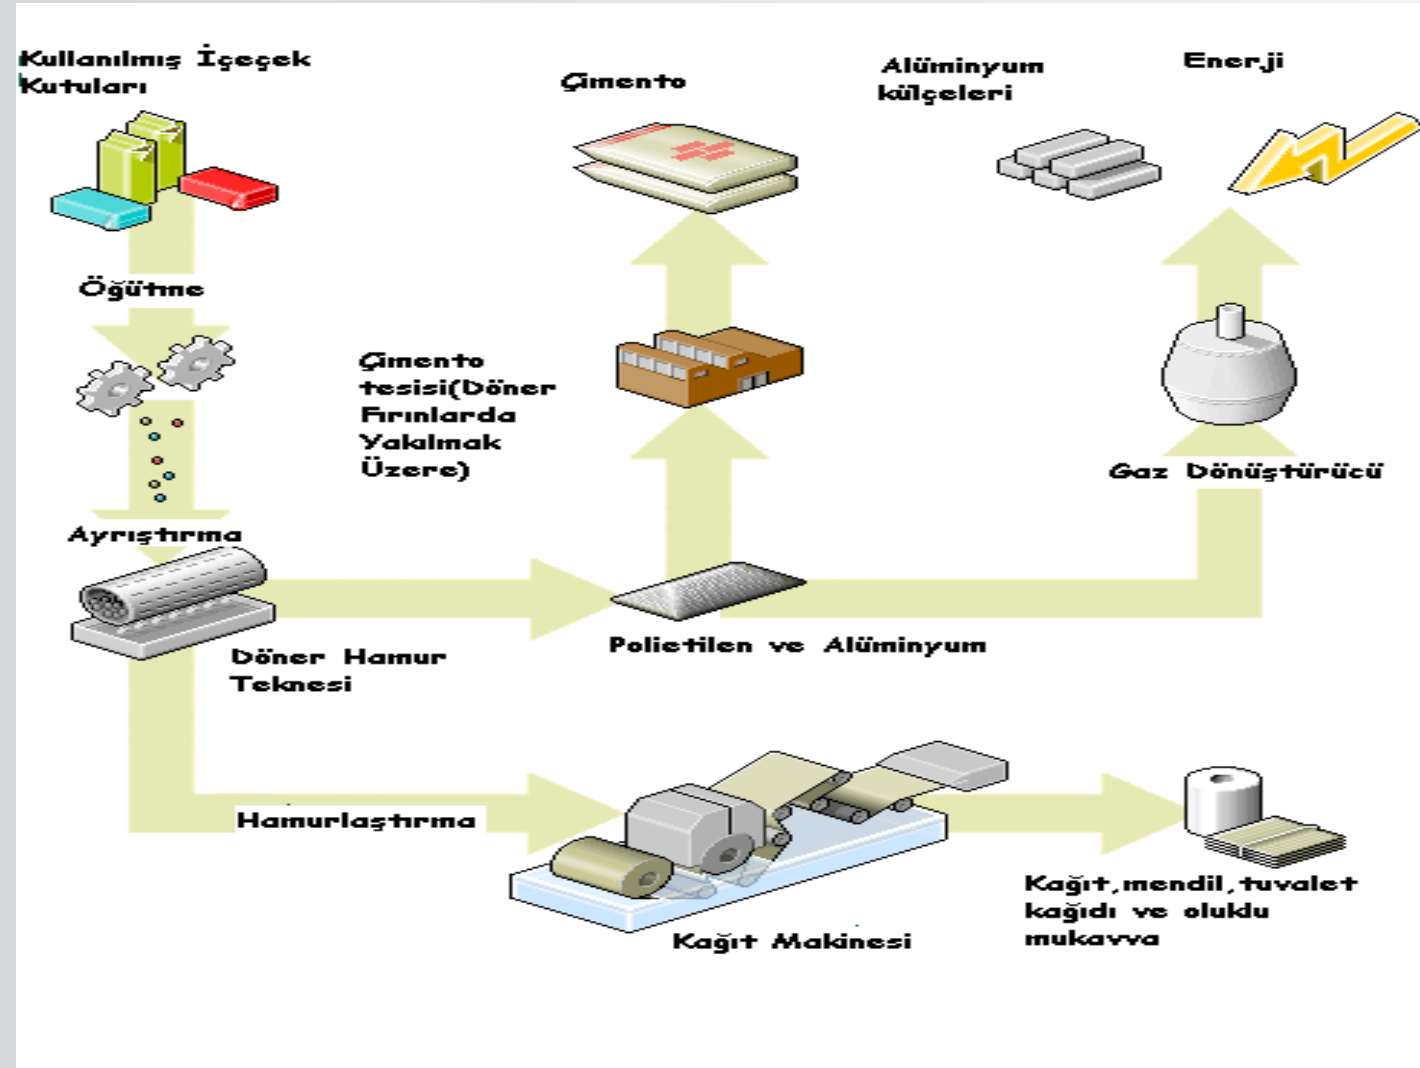 Kullanılmış İçeçek
Kutuları
Çimento
Alüminyum
külçeleri
Enerji
Öğütme
Çimento
tesisi(Döner
Fırınlarda
Yakılmak
Üzere)
Gaz Dönüştürücü
Ayrıştırma
Döner Hamur
Teknesi
Polietilen ve Alüminyum
Hamurlaştırma
Kağıt Makinesi
Kağıt,mendil,tuvalet
kağıdı ve oluklu
mukavva